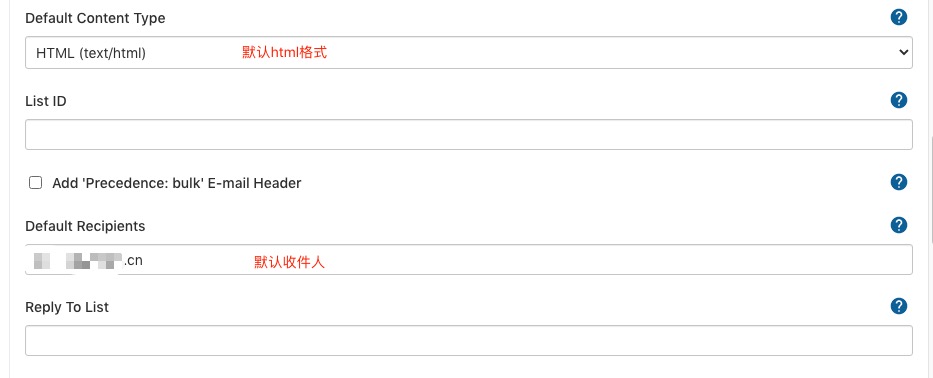 Default Content Type
HTML (text/html) 默认html格式
List ID
Add 'Precedence: bulk' E-mail Header
Default Recipients
.cn 默认收件人
Reply To List